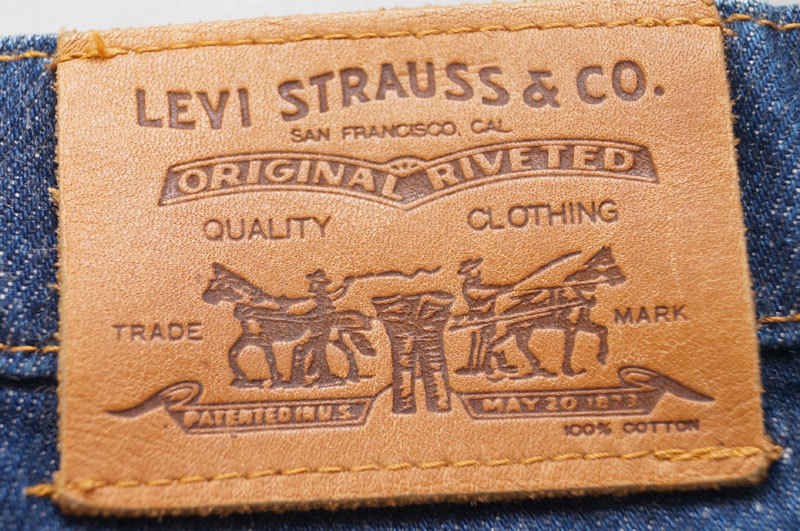 LEVI STRAUSS & CO.
SAN FRANCISCO, CAL
ORIGINAL RIVETED
QUALITY CLOTHING
TRADE MARK
PATENTED IN U.S. MAY 20 1873
100% COTTON